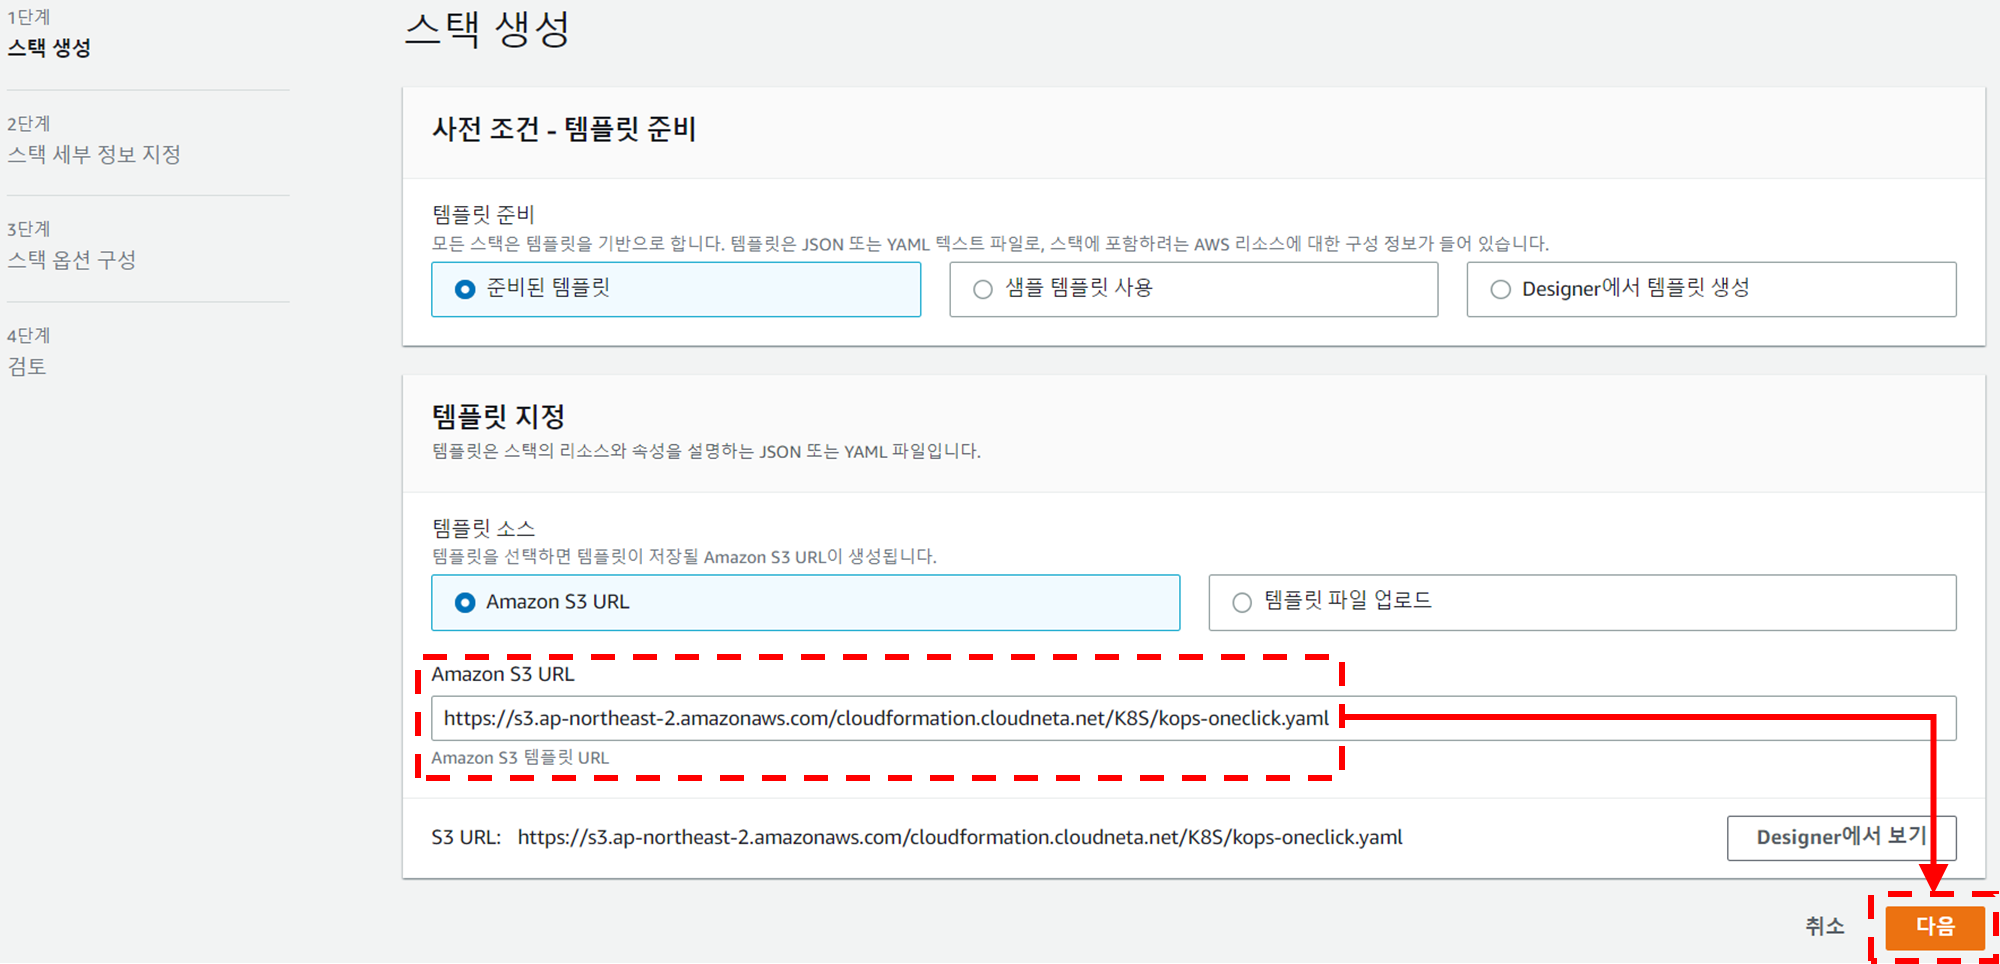 1단계
스택 생성
2단계
스택 세부 정보 지정
3단계
스택 옵션 구성
4단계
검토
스택 생성
사전 조건 - 템플릿 준비
템플릿 준비
모든 스택은 템플릿을 기반으로 합니다. 템플릿은 JSON 또는 YAML 텍스트 파일로, 스택에 포함하려는 AWS 리소스에 대한 구성 정보가 들어 있습니다.
준비된 템플릿
샘플 템플릿 사용
Designer에서 템플릿 생성
템플릿 지정
템플릿은 스택의 리소스와 속성을 설명하는 JSON 또는 YAML 파일입니다.
템플릿 소스
템플릿을 선택하면 템플릿이 저장될 Amazon S3 URL이 생성됩니다.
Amazon S3 URL
템플릿 파일 업로드
Amazon S3 URL
https://s3.ap-northeast-2.amazonaws.com/cloudformation.cloudneta.net/K8S/kops-oneclick.yaml
Amazon S3 템플릿 URL
S3 URL: https://s3.ap-northeast-2.amazonaws.com/cloudformation.cloudneta.net/K8S/kops-oneclick.yaml
Designer에서 보기
취소
다음